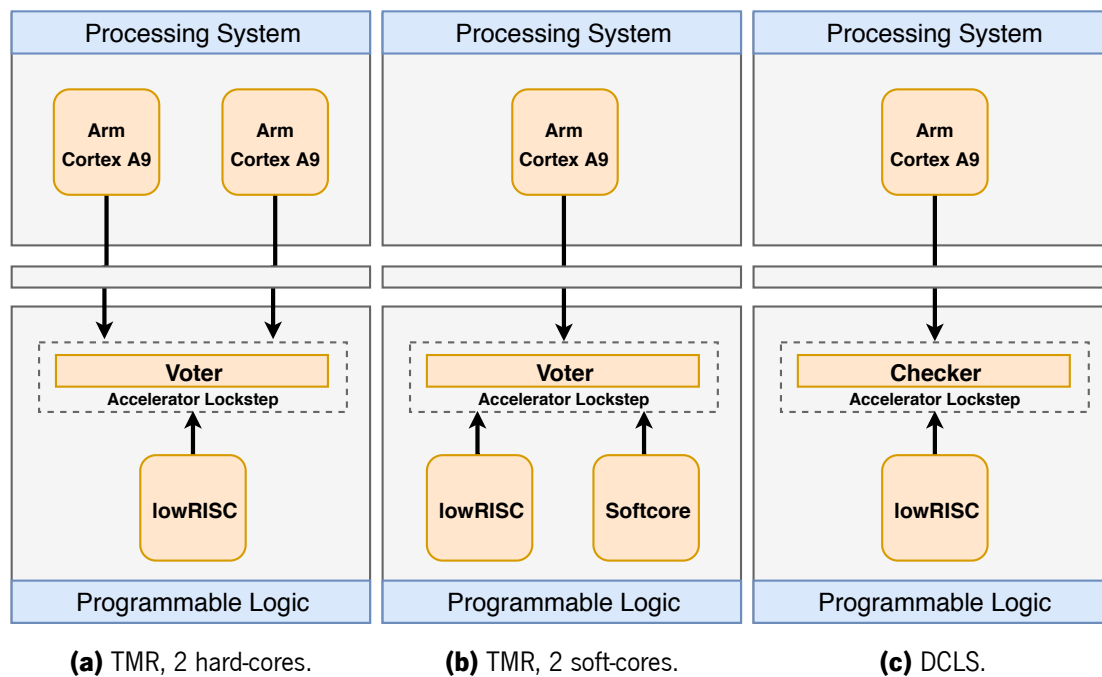 Processing System
Arm
Cortex A9
Arm
Cortex A9
Voter
Accelerator Lockstep
lowRISC
Programmable Logic
(a) TMR, 2 hard-cores.
Processing System
Arm
Cortex A9
Voter
Accelerator Lockstep
lowRISC
Softcore
Programmable Logic
(b) TMR, 2 soft-cores.
Processing System
Arm
Cortex A9
Checker
Accelerator Lockstep
lowRISC
Programmable Logic
(c) DCLS.